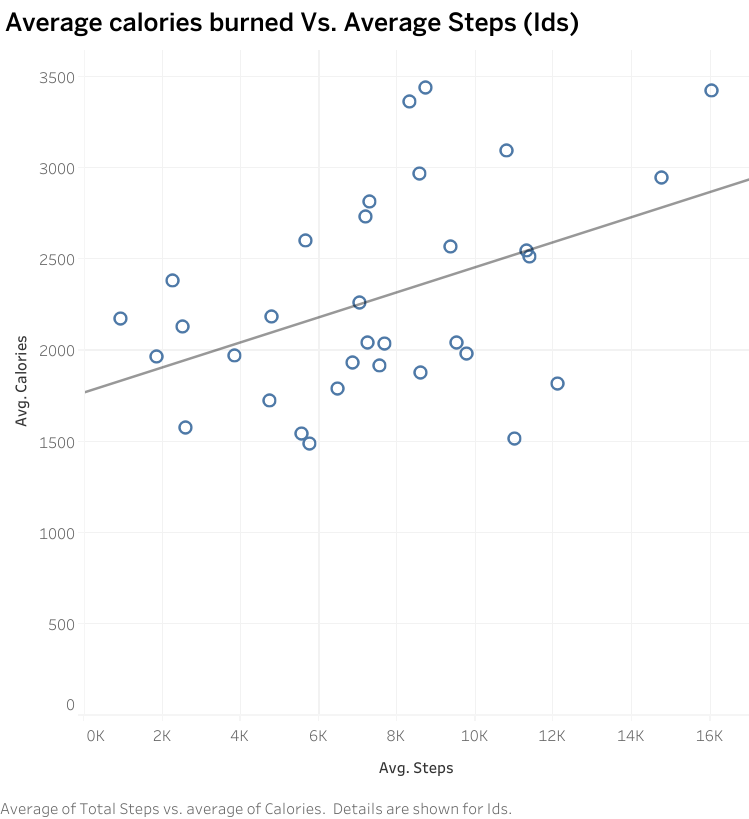 Average calories burned Vs. Average Steps (Ids)
3500
3000
2500
2000
1500
1000
500
0
Avg. Calories
0K 2K 4K 6K 8K 10K 12K 14K 16K
Avg. Steps
Average of Total Steps vs. average of Calories. Details are shown for Ids.